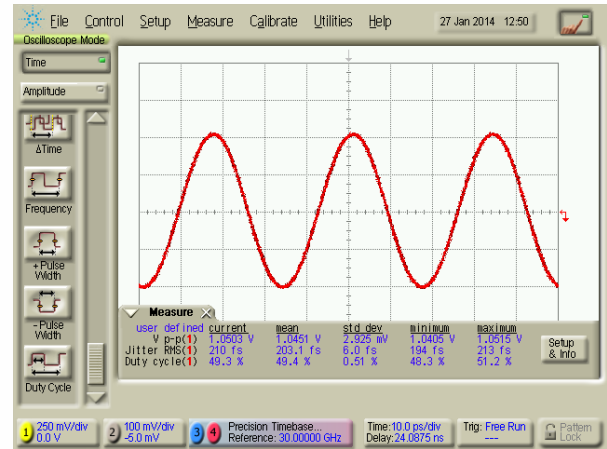 File Control Setup Measure Calibrate Utilities Help 27 Jan 2014 12:50
Oscilloscope Mode
Time
Amplitude
ΔTime
Frequency
+ Pulse
Width
- Pulse
Width
Duty Cycle
Measure
user defined current mean std dev minimum maximum
V p-p(1) 1.0503 V 1.0451 V 2.925 mV 1.0405 V 1.0515 V
Jitter RMS(1) 210 fs 203.1 fs 6.0 fs 194 fs 213 fs
Duty cycle(1) 49.3 % 49.4 % 0.51 % 48.3 % 51.2 %
Setup
& Info
1 250 mV/div
0.0 V
2 100 mV/div
-5.0 mV
3 4 Precision Timebase...
Reference: 30.00000 GHz
Time:10.0 ps/div
Delay:24.0875 ns
Trig: Free Run
---
Pattern
Lock